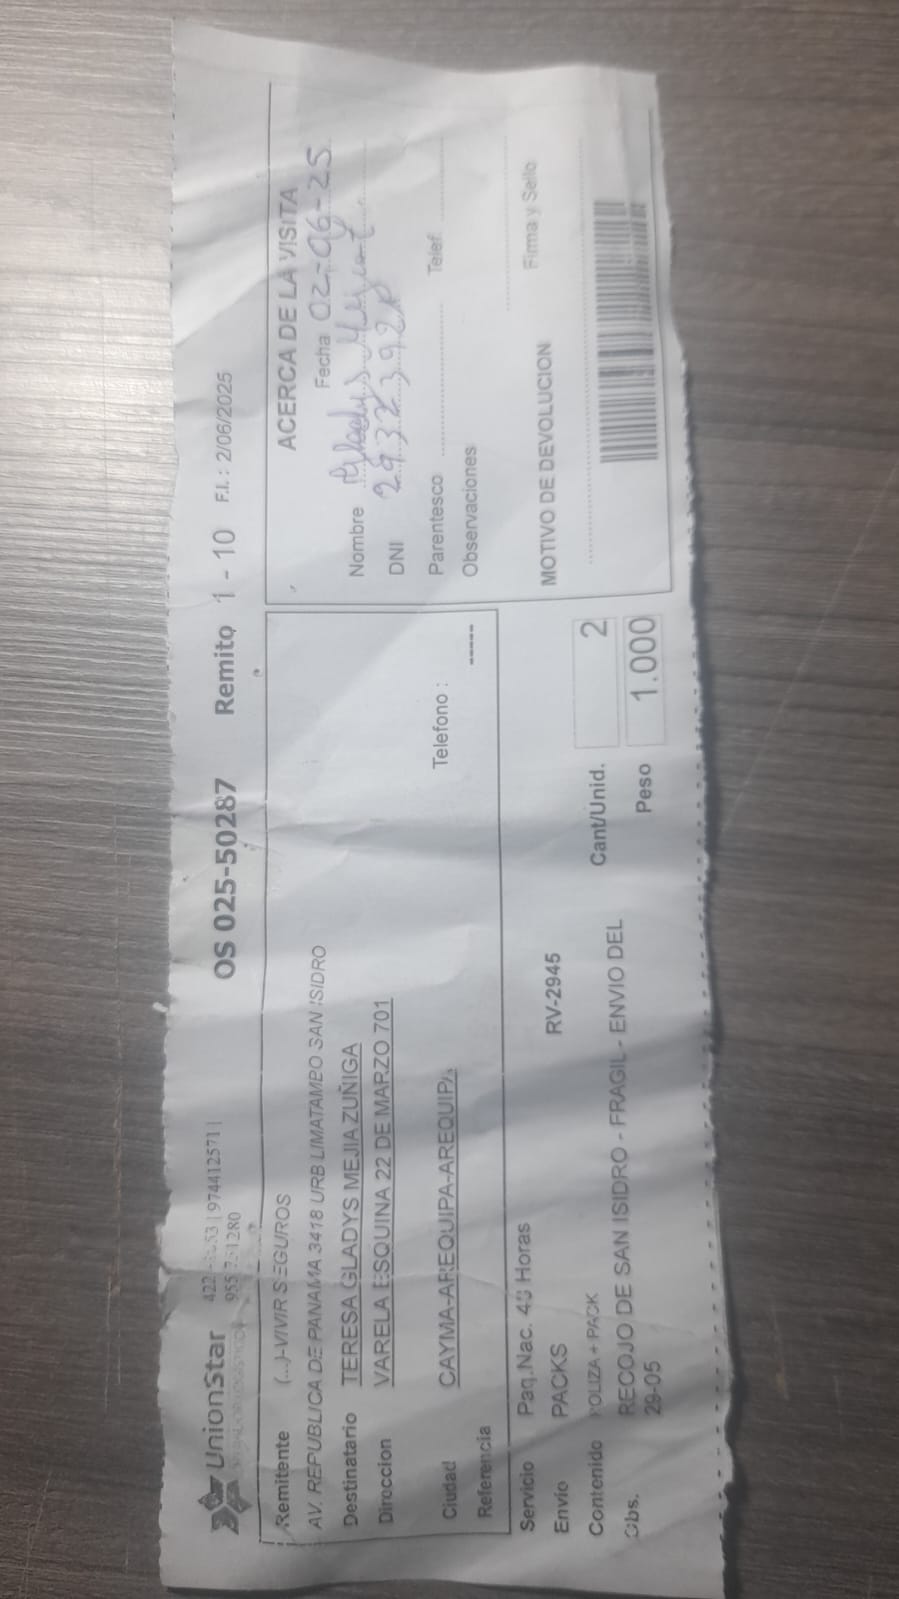 UnionStar
974412571 |
OS 025-50287 Remito 1 - 10 F.I.: 2/06/2025
Remitente (...)-VIVIR SEGUROS
AV. REPUBLICA DE PANAMA 3418 URB LIMATAMBO SAN ISIDRO
Destinatario TERESA GLADYS MEJIA ZUÑIGA
Direccion VARELA ESQUINA 22 DE MARZO 701
Telefono :
Ciudad CAYMA-AREQUIPA-AREQUIPA
Referencia -----
Servicio Paq.Nac. 48 Horas
Envio PACKS RV-2945
Contenido POLIZA + PACK Cant/Unid. 2
Obs. RECOJO DE SAN ISIDRO - FRAGIL - ENVIO DEL
29-05
Peso 1.000
ACERCA DE LA VISITA
Fecha 02-06-25
Nombre Gladys
DNI
Parentesco Telef.
Observaciones
Firma y Sello
MOTIVO DE DEVOLUCION